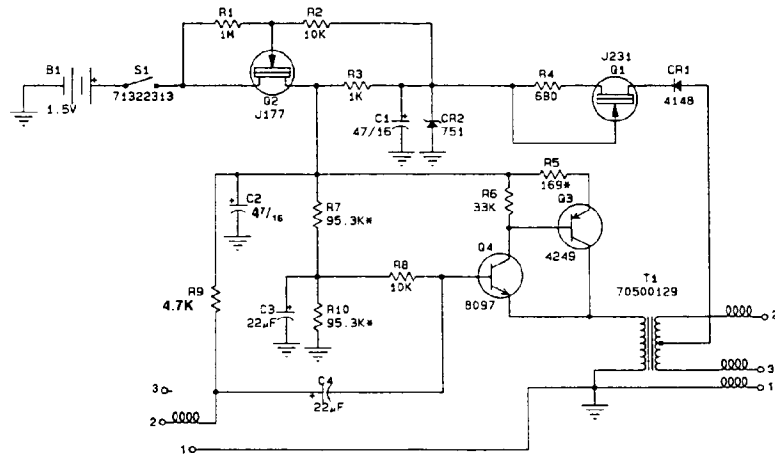 R1
1M
R2
10K
B1
+
1.5V
S1
71322313
Q2
J177
R3
1K
C1
+
47/16
CR2
751
J231
Q1
R4
680
CR1
4148
R5
169*
R6
33K
Q3
4249
+
C2
47/16
R7
95.3K*
Q4
8097
R8
10K
T1
70500129
R9
4.7K
+
C3
22µF
R10
95.3K*
C4
+
22µF
3
2
1
2
3
1